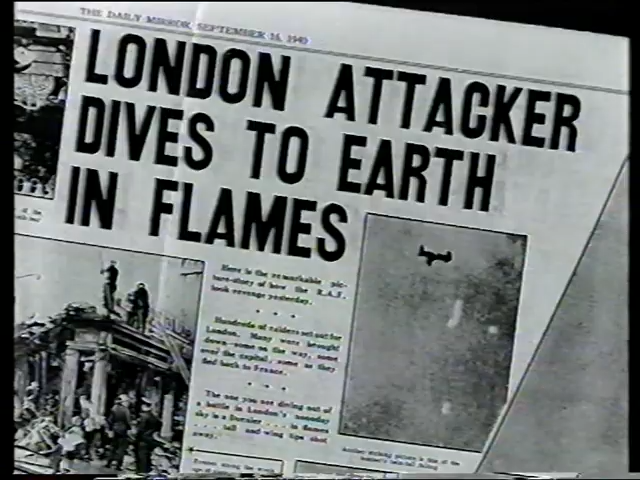 THE DAILY MIRROR, SEPTEMBER 16, 1940
LONDON ATTACKER
DIVES TO EARTH
IN FLAMES
Here is the remarkable pic-
ture-story of how the R.A.F.
took revenge yesterday.
Hundreds of raiders set out for
London. Many were brought
down—some on the way, some
over the capital, some as they
fled back to France.
The one you see diving out of
a battle in London's
sky is a Dornier in flames
tail and wing tips shot
away.